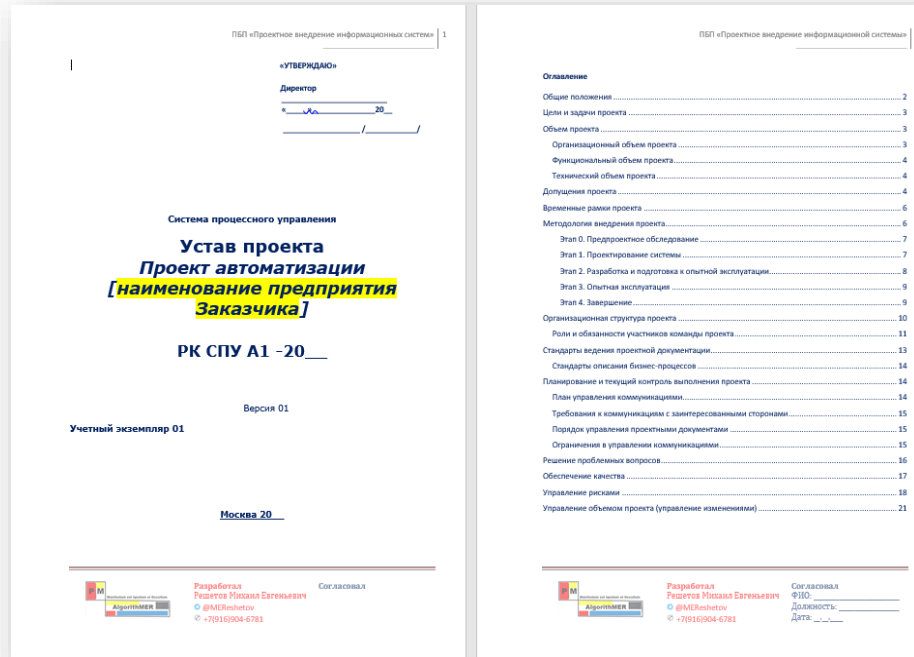 ПБП «Проектное внедрение информационных систем» 1
«УТВЕРЖДАЮ»
Директор
«___»__________20__
_______________/__________/
Система процессного управления
Устав проекта
Проект автоматизации
[наименование предприятия
Заказчика]
РК СПУ А1 -20__
Версия 01
Учетный экземпляр 01
Москва 20__
P M
AlgorithMER
Разработал
Решетов Михаил Евгеньевич
@MEReshetov
+7(916)904-6781
Согласовал
ПБП «Проектное внедрение информационной системы»
Оглавление
Общие положения 2
Цели и задачи проекта 3
Объем проекта 3
Организационный объем проекта 3
Функциональный объем проекта 4
Технический объем проекта 4
Допущения проекта 4
Временные рамки проекта 6
Методология внедрения проекта 6
Этап 0. Предпроектное обследование 7
Этап 1. Проектирование системы 7
Этап 2. Разработка и подготовка к опытной эксплуатации 8
Этап 3. Опытная эксплуатация 9
Этап 4. Завершение 9
Организационная структура проекта 10
Роли и обязанности участников команды проекта 11
Стандарты ведения проектной документации 13
Стандарты описания бизнес-процессов 14
Планирование и текущий контроль выполнения проекта 14
План управления коммуникациями 14
Требования к коммуникациям с заинтересованными сторонами 15
Порядок управления проектными документами 15
Ограничения в управлении коммуникациями 15
Решение проблемных вопросов 16
Обеспечение качества 17
Управление рисками 18
Управление объемом проекта (управление изменениями) 21
P M
AlgorithMER
Разработал
Решетов Михаил Евгеньевич
@MEReshetov
+7(916)904-6781
Согласовал
ФИО: ____________
Должность: ____________
Дата: __.__.____